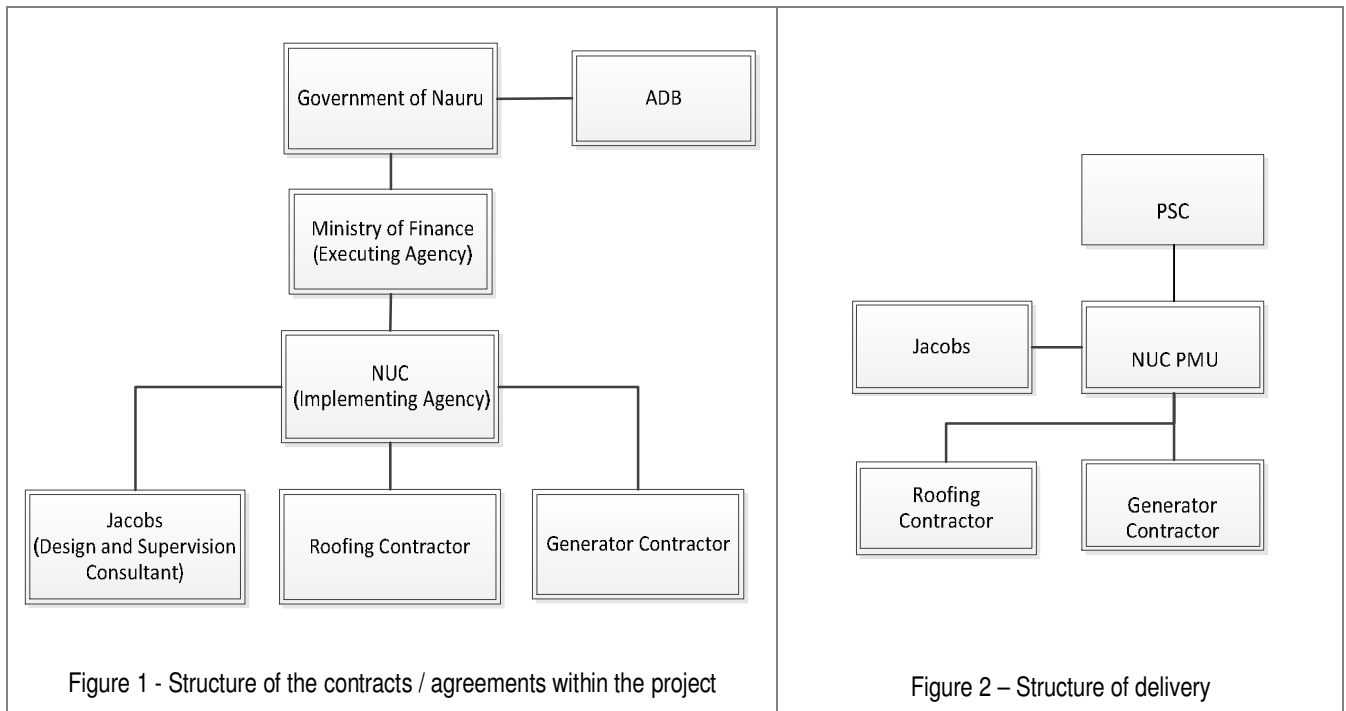 Government of Nauru
ADB
Ministry of Finance
(Executing Agency)
NUC
(Implementing Agency)
Jacobs
(Design and Supervision
Consultant)
Roofing Contractor
Generator Contractor
Figure 1 - Structure of the contracts / agreements within the project
PSC
Jacobs
NUC PMU
Roofing
Contractor
Generator
Contractor
Figure 2 – Structure of delivery